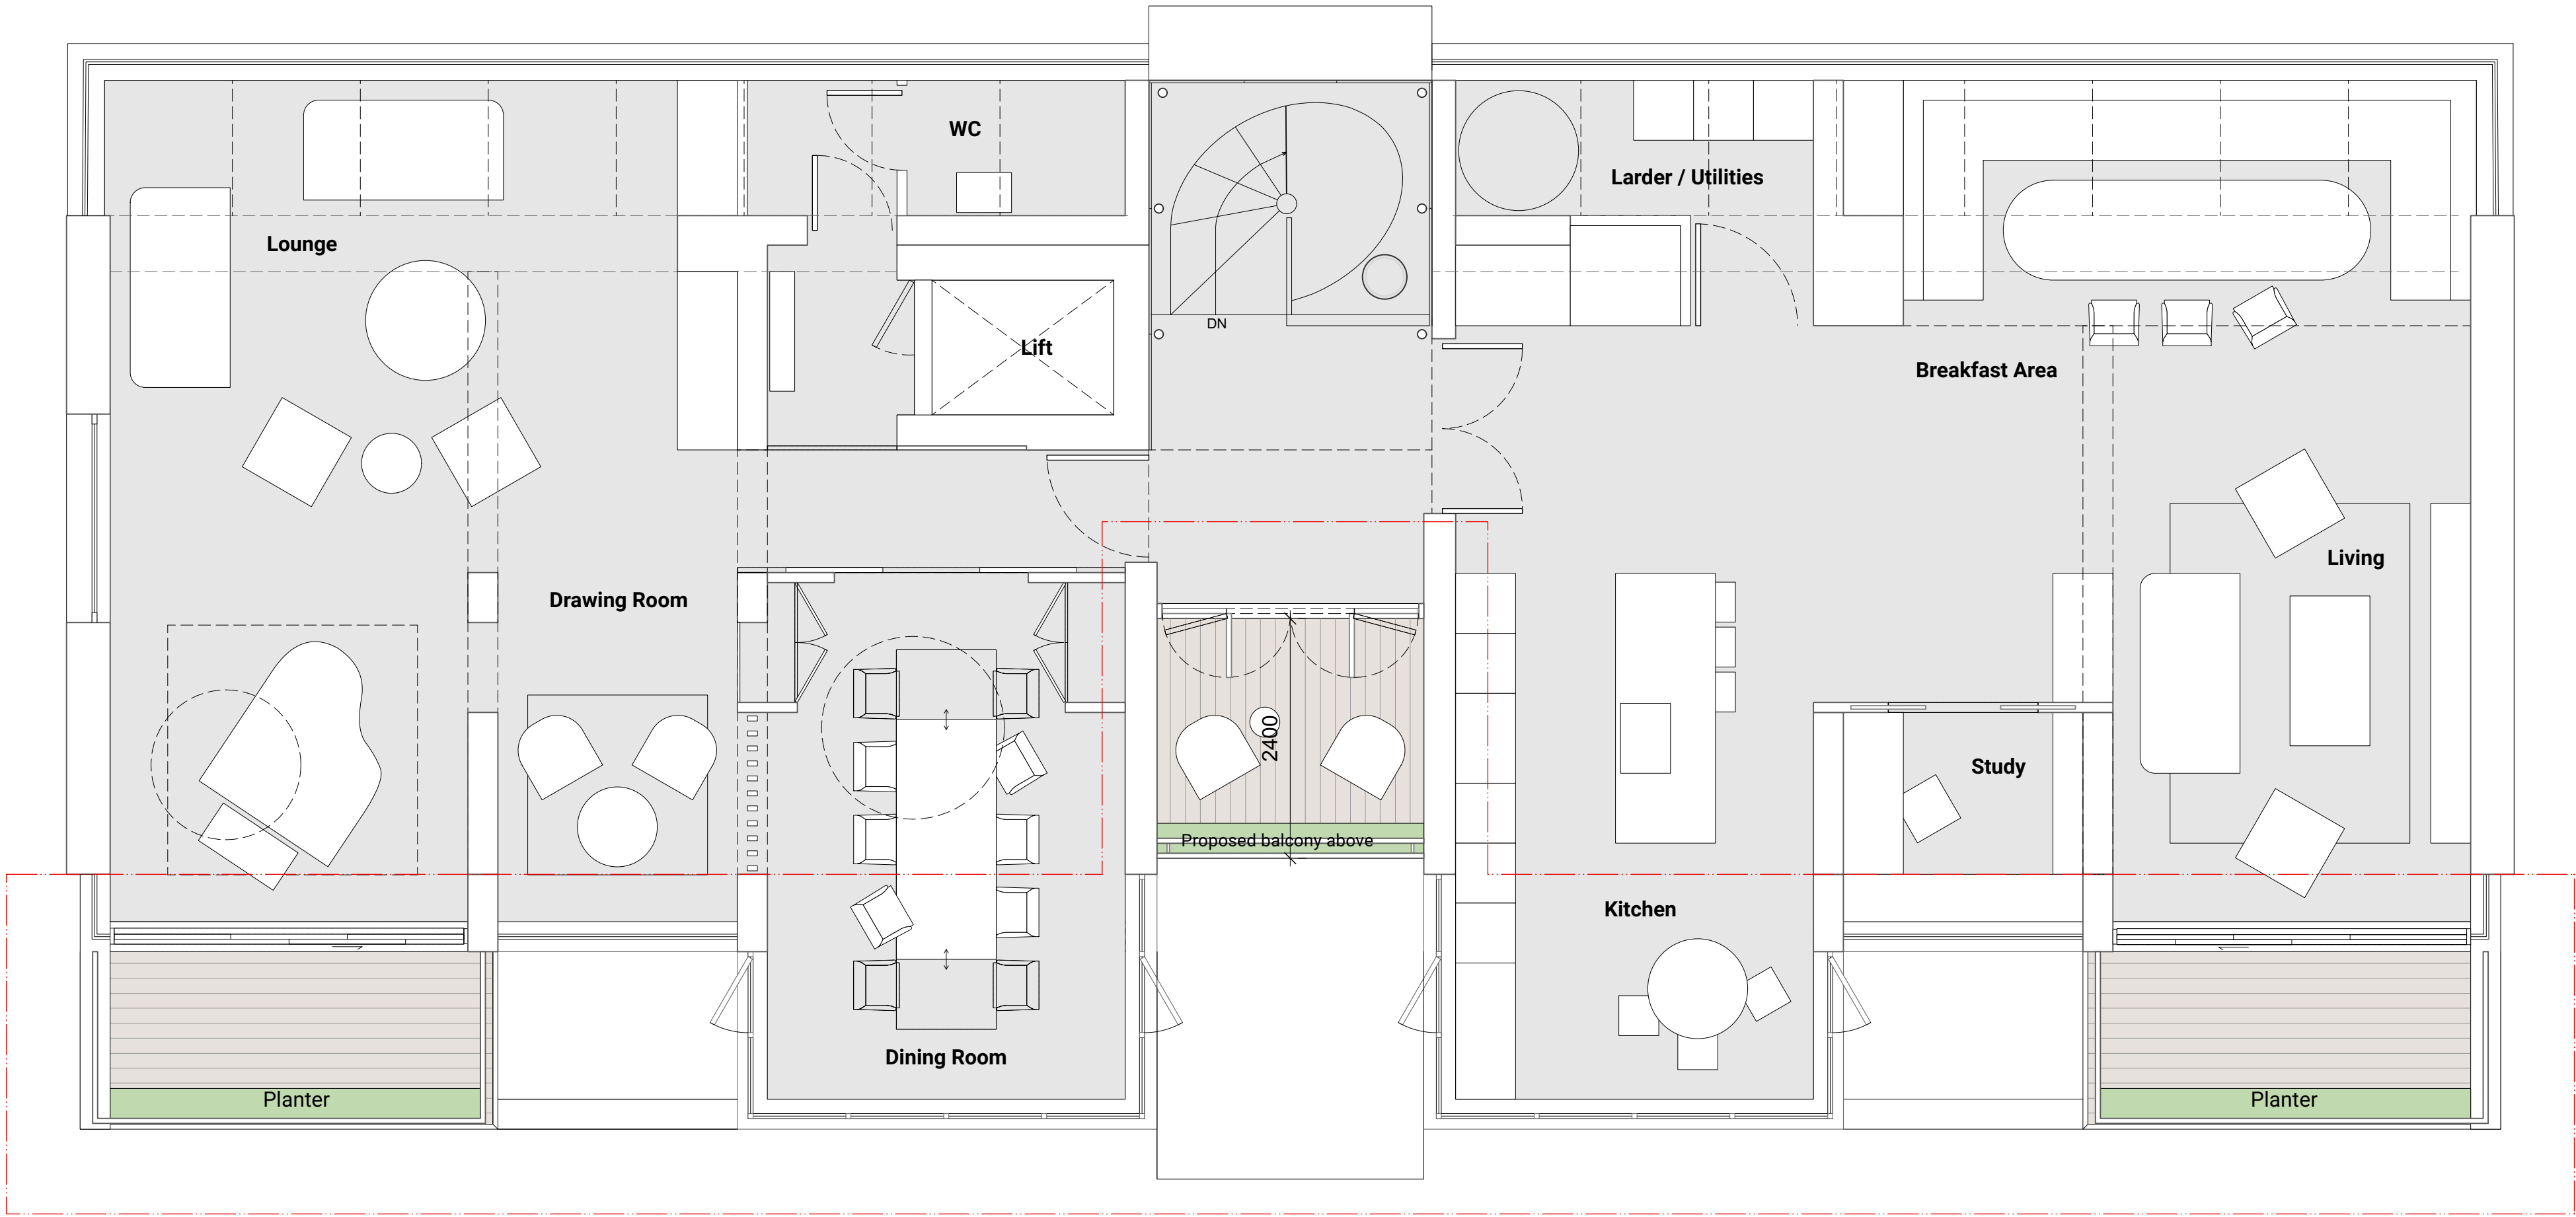 WC
Larder / Utilities
Lounge
DN
Lift
Breakfast Area
Living
Drawing Room
2400
Study
Proposed balcony above
Kitchen
Dining Room
Planter
Planter